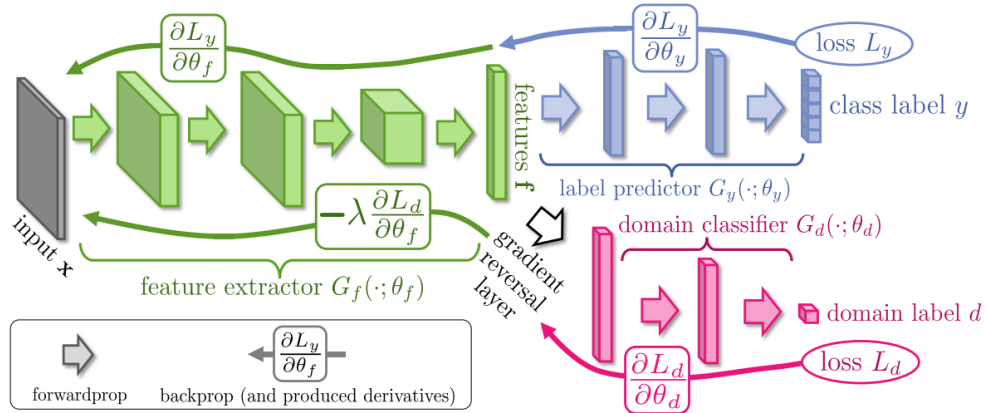 ∂L_y/∂θ_f
∂L_y/∂θ_y
loss L_y
class label y
features f
label predictor G_y(·; θ_y)
input x
−λ ∂L_d/∂θ_f
feature extractor G_f(·; θ_f)
gradient
reversal
layer
domain classifier G_d(·; θ_d)
domain label d
∂L_d/∂θ_d
loss L_d
forwardprop
∂L_y/∂θ_f
backprop (and produced derivatives)